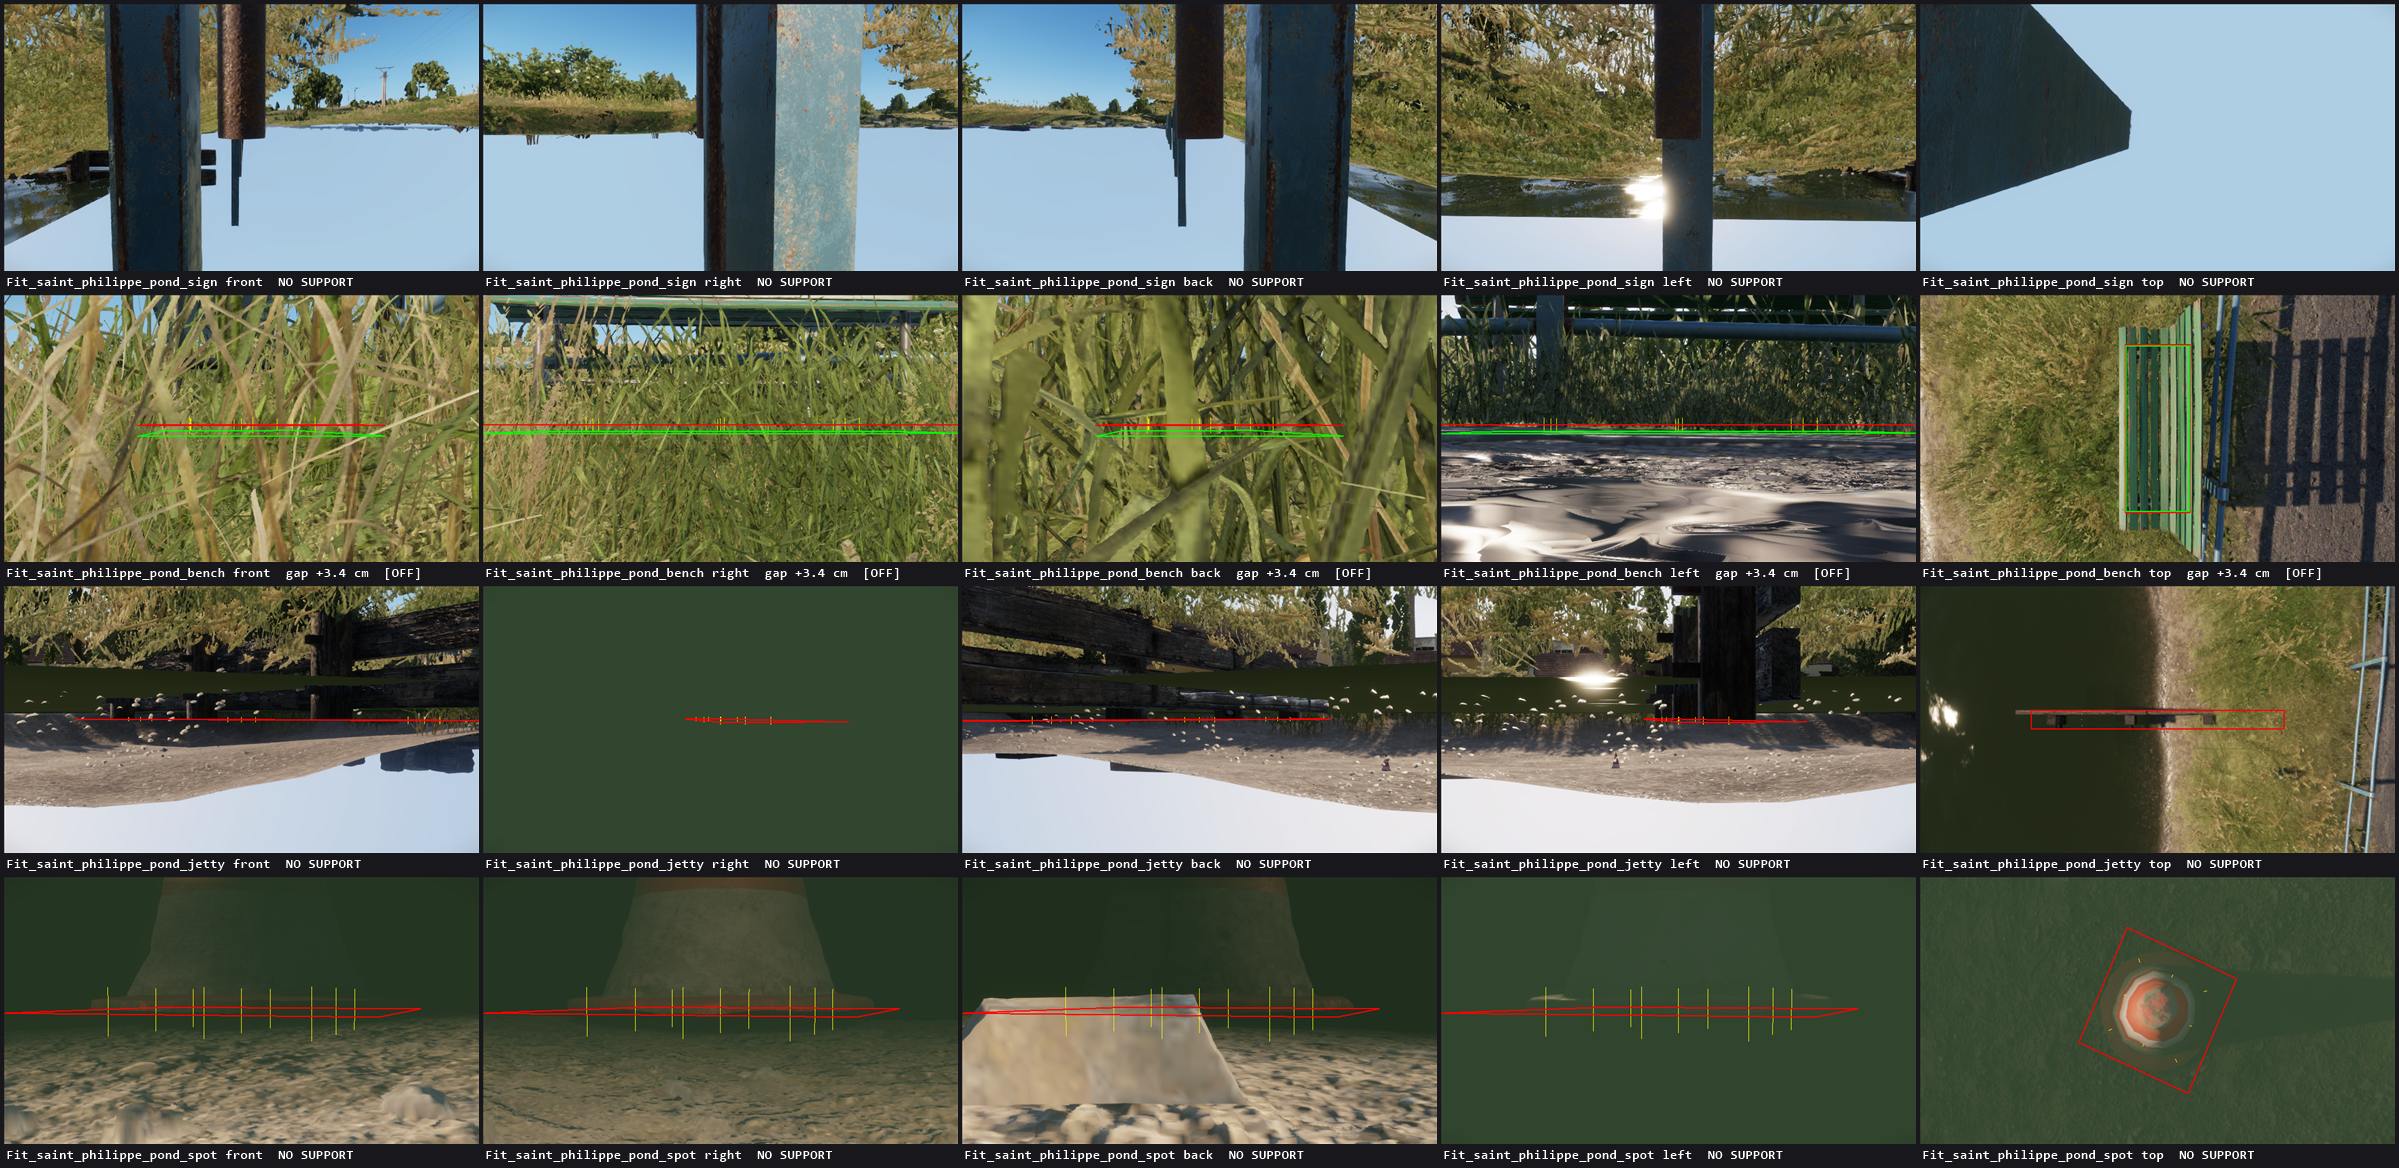 Fit_saint_philippe_pond_sign front  NO SUPPORT
Fit_saint_philippe_pond_sign right  NO SUPPORT
Fit_saint_philippe_pond_sign back  NO SUPPORT
Fit_saint_philippe_pond_sign left  NO SUPPORT
Fit_saint_philippe_pond_sign top  NO SUPPORT
Fit_saint_philippe_pond_bench front  gap +3.4 cm  [OFF]
Fit_saint_philippe_pond_bench right  gap +3.4 cm  [OFF]
Fit_saint_philippe_pond_bench back  gap +3.4 cm  [OFF]
Fit_saint_philippe_pond_bench left  gap +3.4 cm  [OFF]
Fit_saint_philippe_pond_bench top  gap +3.4 cm  [OFF]
Fit_saint_philippe_pond_jetty front  NO SUPPORT
Fit_saint_philippe_pond_jetty right  NO SUPPORT
Fit_saint_philippe_pond_jetty back  NO SUPPORT
Fit_saint_philippe_pond_jetty left  NO SUPPORT
Fit_saint_philippe_pond_jetty top  NO SUPPORT
Fit_saint_philippe_pond_spot front  NO SUPPORT
Fit_saint_philippe_pond_spot right  NO SUPPORT
Fit_saint_philippe_pond_spot back  NO SUPPORT
Fit_saint_philippe_pond_spot left  NO SUPPORT
Fit_saint_philippe_pond_spot top  NO SUPPORT